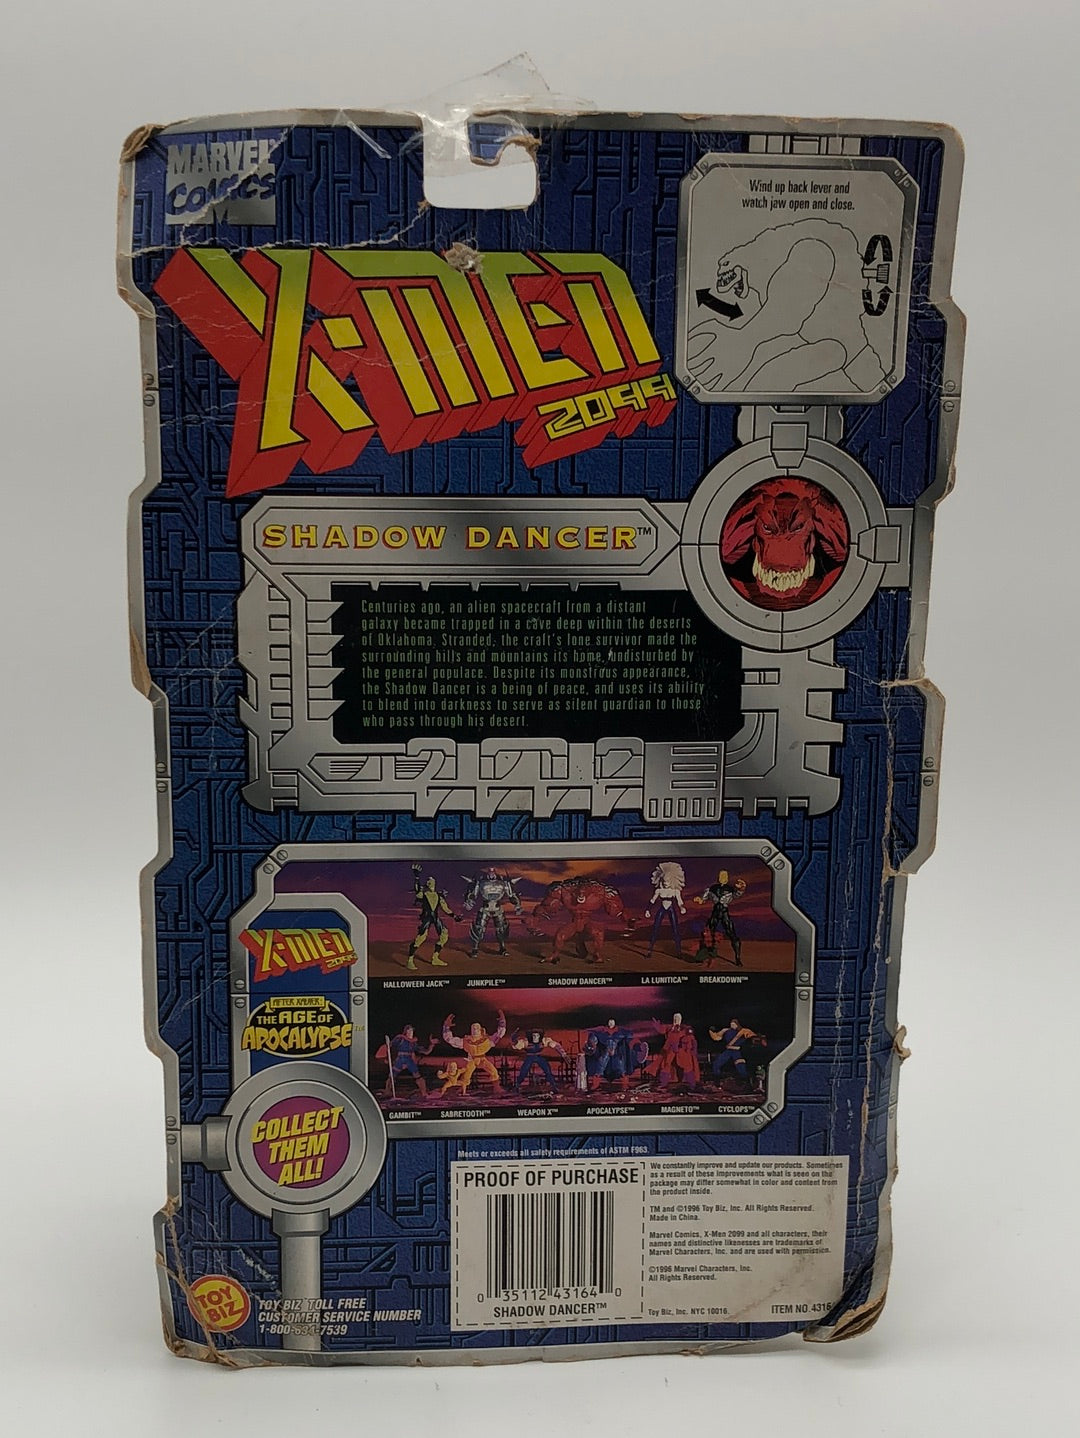 MARVEL
COMICS
Wind up back lever and
watch jaw open and close.
X-MEN
2099
SHADOW DANCER™
Centuries ago, an alien spacecraft from a distant
galaxy became trapped in a cave deep within the deserts
of Oklahoma. Stranded, the craft's lone survivor made the
surrounding hills and mountains its home, undisturbed by
the general populace. Despite its monstrous appearance,
the Shadow Dancer is a being of peace, and uses its ability
to blend into darkness to serve as silent guardian to those
who pass through his desert.
X-MEN
2099
HALLOWEEN JACK™ JUNKPILE™ SHADOW DANCER™ LA LUNITICA™ BREAKDOWN™
AFTER XAVIER:
THE AGE OF
APOCALYPSE™
GAMBIT™ SABRETOOTH™ WEAPON X™ APOCALYPSE™ MAGNETO™ CYCLOPS™
COLLECT
THEM
ALL!
Meets or exceeds all safety requirements of ASTM F963.
PROOF OF PURCHASE
0 35112 43164 0
SHADOW DANCER™
We constantly improve and update our products. Sometimes
as a result of these improvements what is seen on the
package may differ somewhat in color and content from
the product inside.
TM and ©1996 Toy Biz, Inc. All Rights Reserved.
Made in China.
Marvel Comics, X-Men 2099 and all characters, their
names and distinctive likenesses are trademarks of
Marvel Characters, Inc. and are used with permission.
©1996 Marvel Characters, Inc.
All Rights Reserved.
Toy Biz, Inc. NYC 10016. ITEM NO. 4316
TOY
BIZ
TOY BIZ TOLL FREE
CUSTOMER SERVICE NUMBER
1-800-634-7539